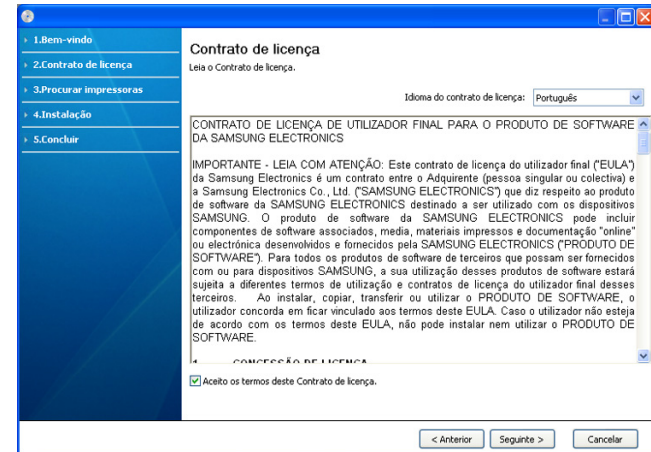 1.Bem-vindo
2.Contrato de licença
3.Procurar impressoras
4.Instalação
5.Concluir
Contrato de licença
Leia o Contrato de licença.
Idioma do contrato de licença: Português
CONTRATO DE LICENÇA DE UTILIZADOR FINAL PARA O PRODUTO DE SOFTWARE
DA SAMSUNG ELECTRONICS
IMPORTANTE - LEIA COM ATENÇÃO: Este contrato de licença do utilizador final ("EULA")
da Samsung Electronics é um contrato entre o Adquirente (pessoa singular ou colectiva) e
a Samsung Electronics Co., Ltd. ("SAMSUNG ELECTRONICS") que diz respeito ao produto
de software da SAMSUNG ELECTRONICS destinado a ser utilizado com os dispositivos
SAMSUNG. O produto de software da SAMSUNG ELECTRONICS pode incluir
componentes de software associados, media, materiais impressos e documentação "online"
ou electrónica desenvolvidos e fornecidos pela SAMSUNG ELECTRONICS ("PRODUTO DE
SOFTWARE"). Para todos os produtos de software de terceiros que possam ser fornecidos
com ou para dispositivos SAMSUNG, a sua utilização desses produtos de software estará
sujeita a diferentes termos de utilização e contratos de licença do utilizador final desses
terceiros. Ao instalar, copiar, transferir ou utilizar o PRODUTO DE SOFTWARE, o
utilizador concorda em ficar vinculado aos termos deste EULA. Caso o utilizador não esteja
de acordo com os termos deste EULA, não pode instalar nem utilizar o PRODUTO DE
SOFTWARE.
1. CONCESSÃO DE LICENÇA
Aceito os termos deste Contrato de licença.
< Anterior Seguinte > Cancelar